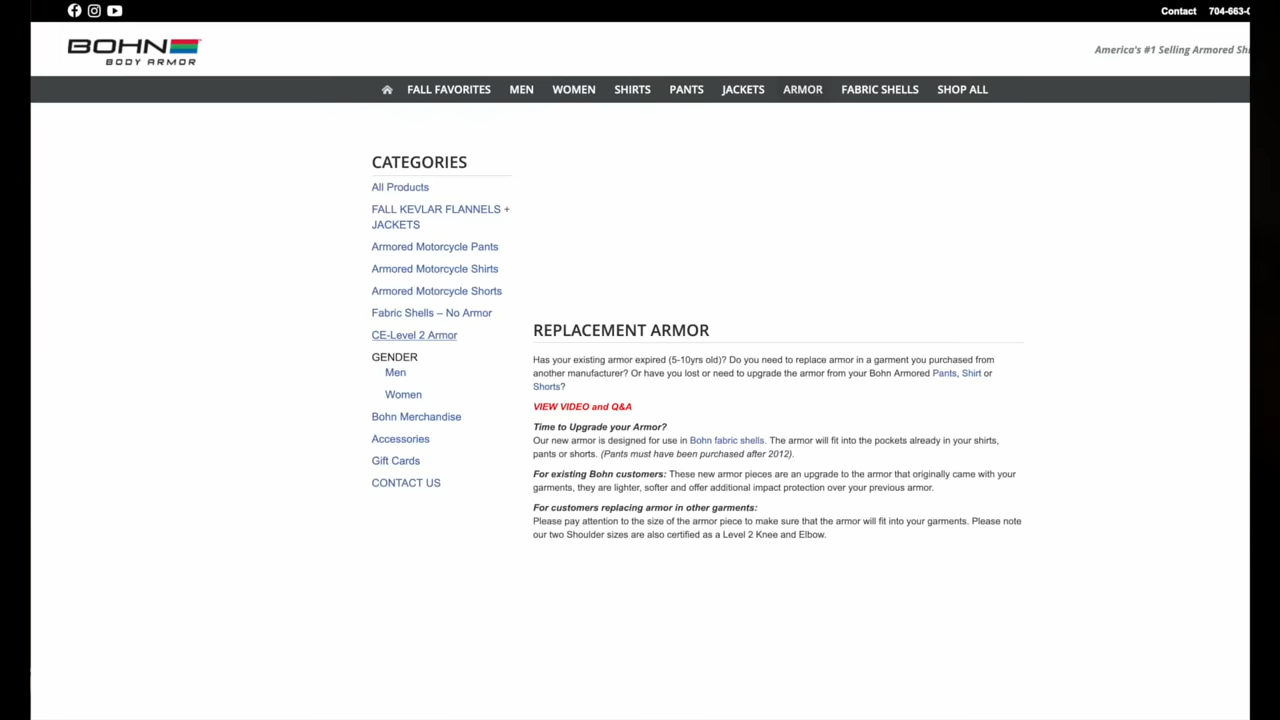 Contact 704-663-
BOHN
BODY ARMOR
America's #1 Selling Armored
FALL FAVORITES MEN WOMEN SHIRTS PANTS JACKETS ARMOR FABRIC SHELLS SHOP ALL
CATEGORIES
All Products
FALL KEVLAR FLANNELS +
JACKETS
Armored Motorcycle Pants
Armored Motorcycle Shirts
Armored Motorcycle Shorts
Fabric Shells – No Armor
CE-Level 2 Armor
GENDER
Men
Women
Bohn Merchandise
Accessories
Gift Cards
CONTACT US
REPLACEMENT ARMOR
Has your existing armor expired (5-10yrs old)? Do you need to replace armor in a garment you purchased from
another manufacturer? Or have you lost or need to upgrade the armor from your Bohn Armored Pants, Shirt or
Shorts?
VIEW VIDEO and Q&A
Time to Upgrade your Armor?
Our new armor is designed for use in Bohn fabric shells. The armor will fit into the pockets already in your shirts,
pants or shorts. (Pants must have been purchased after 2012).
For existing Bohn customers: These new armor pieces are an upgrade to the armor that originally came with your
garments, they are lighter, softer and offer additional impact protection over your previous armor.
For customers replacing armor in other garments:
Please pay attention to the size of the armor piece to make sure that the armor will fit into your garments. Please note
our two Shoulder sizes are also certified as a Level 2 Knee and Elbow.